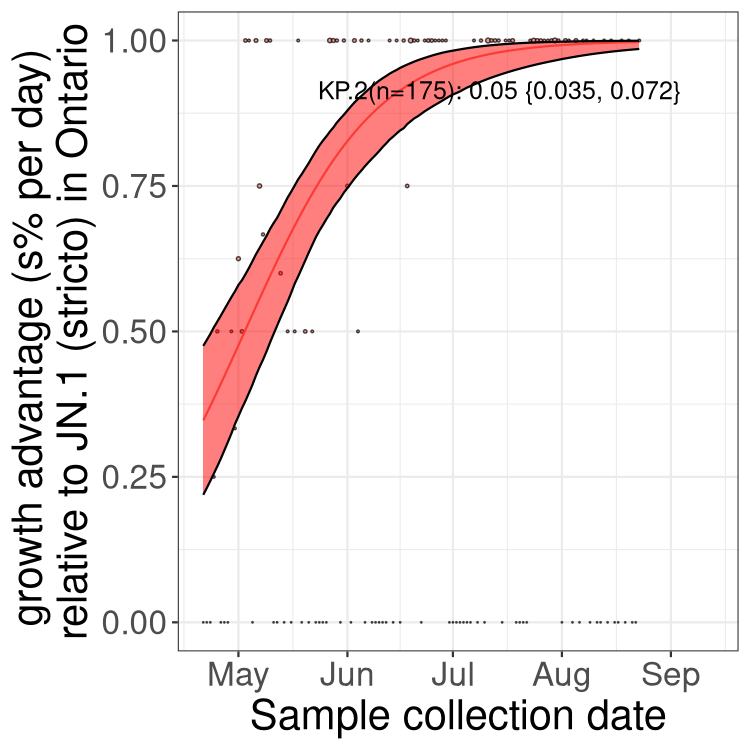 growth advantage (s% per day)
relative to JN.1 (stricto) in Ontario
1.00
0.75
0.50
0.25
0.00
KP.2(n=175): 0.05 {0.035, 0.072}
May Jun Jul Aug Sep
Sample collection date